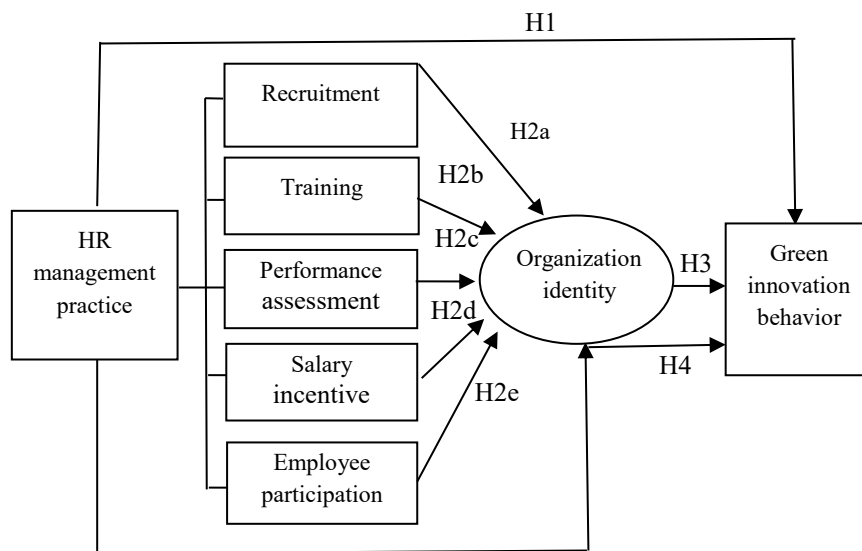 H1
Recruitment
H2a
H2b
Training
H2c
HR
management
practice
Performance
assessment
Organization
identity
H3
Green
innovation
behavior
H2d
Salary
incentive
H4
H2e
Employee
participation